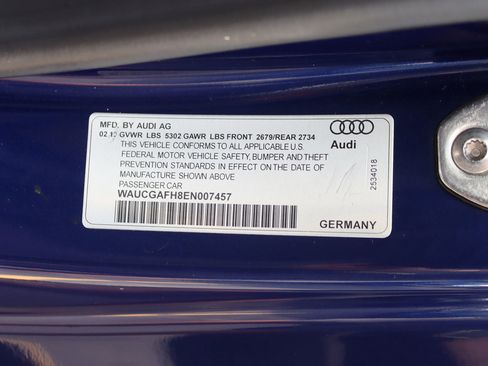 MFD. BY AUDI AG
GVWR LBS 5302 GAWR LBS FRONT 2679/REAR 2734
THIS VEHICLE CONFORMS TO ALL APPLICABLE U.S.
FEDERAL MOTOR VEHICLE SAFETY, BUMPER AND THEFT
PREVENTION STANDARDS IN EFFECT ON THE DATE OF
MANUFACTURE SHOWN ABOVE
PASSENGER CAR
WAUCGAFH8EN007457
Audi
2534018
GERMANY